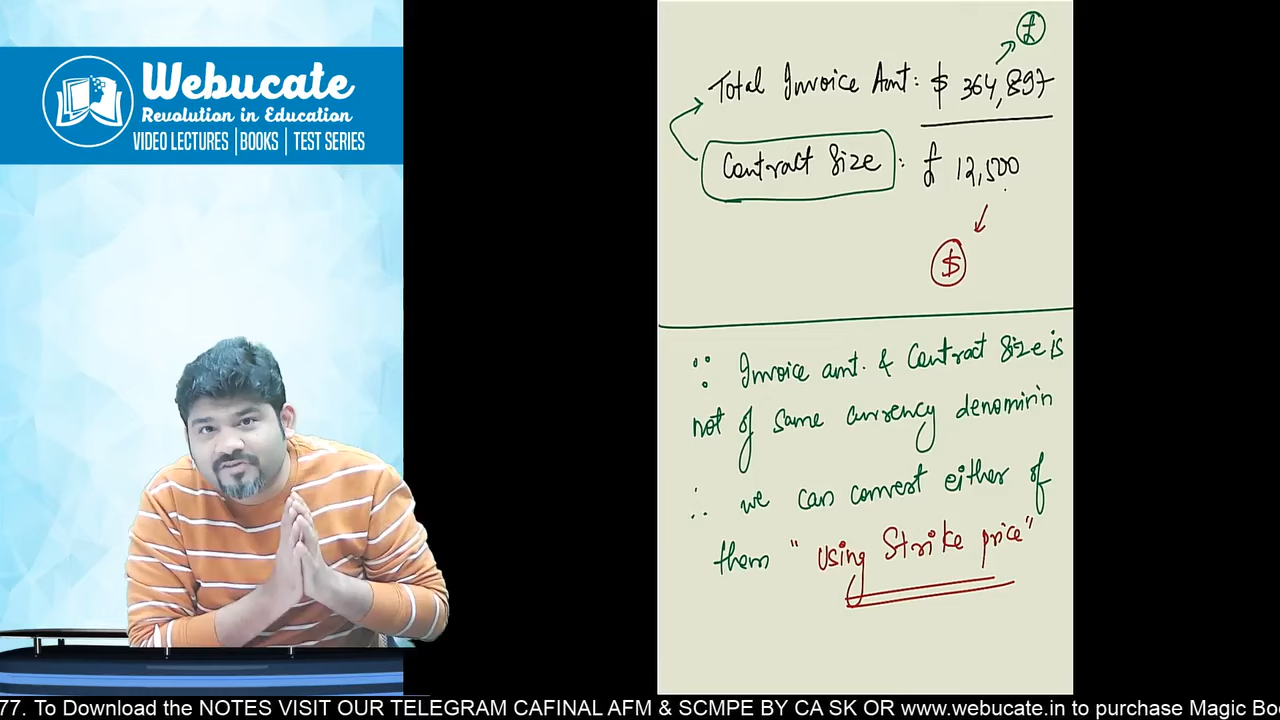 Webucate
Revolution in Education
VIDEO LECTURES | BOOKS | TEST SERIES
£
Total Invoice Amt: $ 364,897
Contract Size : £ 12,500
$
∵ Invoice amt. & Contract Size is
not of same currency denomin'n
∴ we can convert either of
them "using Strike price"
77. To Download the NOTES VISIT OUR TELEGRAM CAFINAL AFM & SCMPE BY CA SK OR www.webucate.in to purchase Magic Bo